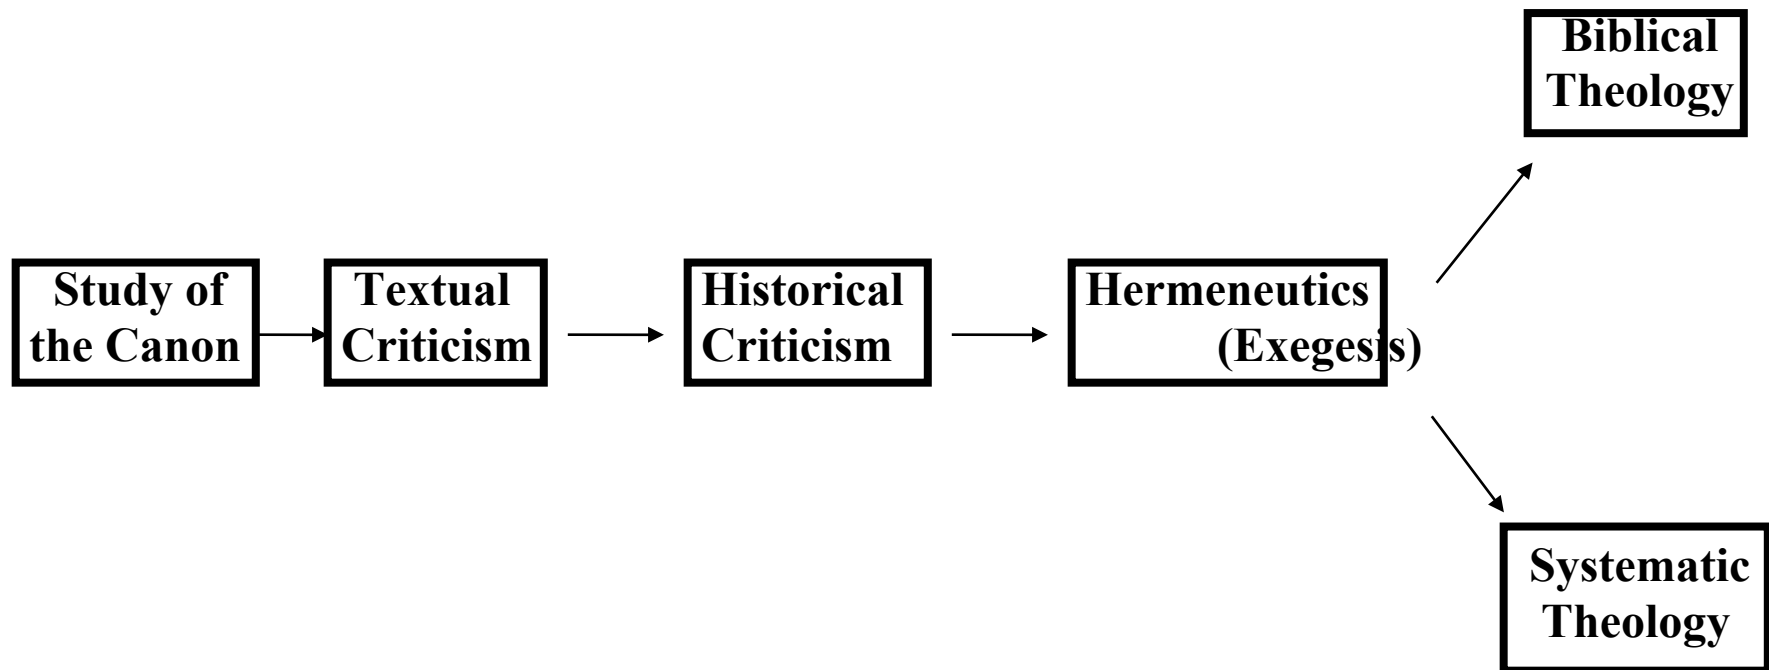 Biblical
Theology
Study of
the Canon
Textual
Criticism
Historical
Criticism
Hermeneutics
(Exegesis)
Systematic
Theology